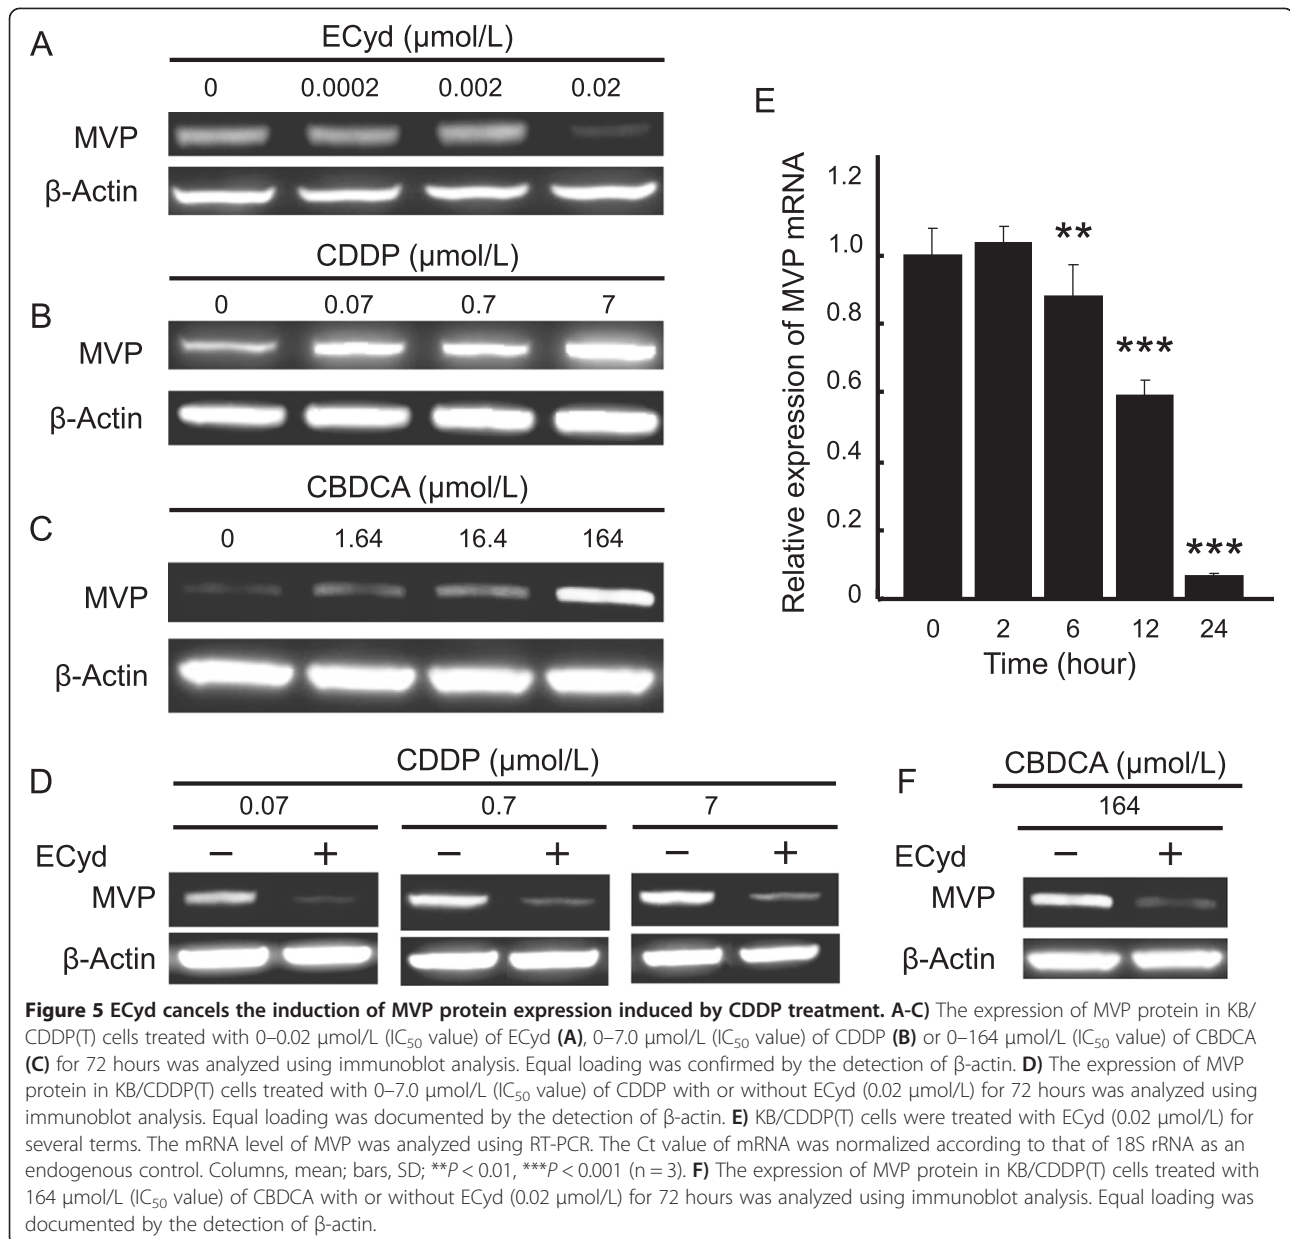 A
ECyd (µmol/L)
0 0.0002 0.002 0.02
MVP
β-Actin
B
CDDP (µmol/L)
0 0.07 0.7 7
MVP
β-Actin
C
CBDCA (µmol/L)
0 1.64 16.4 164
MVP
β-Actin
E
Relative expression of MVP mRNA
1.2
1.0
0.8
0.6
0.4
0.2
0
**
***
***
0 2 6 12 24
Time (hour)
D
CDDP (µmol/L)
0.07 0.7 7
ECyd − + − + − +
MVP
β-Actin
F
CBDCA (µmol/L)
164
ECyd − +
MVP
β-Actin
Figure 5 ECyd cancels the induction of MVP protein expression induced by CDDP treatment. A-C) The expression of MVP protein in KB/
CDDP(T) cells treated with 0–0.02 µmol/L (IC50 value) of ECyd (A), 0–7.0 µmol/L (IC50 value) of CDDP (B) or 0–164 µmol/L (IC50 value) of CBDCA
(C) for 72 hours was analyzed using immunoblot analysis. Equal loading was confirmed by the detection of β-actin. D) The expression of MVP
protein in KB/CDDP(T) cells treated with 0–7.0 µmol/L (IC50 value) of CDDP with or without ECyd (0.02 µmol/L) for 72 hours was analyzed using
immunoblot analysis. Equal loading was documented by the detection of β-actin. E) KB/CDDP(T) cells were treated with ECyd (0.02 µmol/L) for
several terms. The mRNA level of MVP was analyzed using RT-PCR. The Ct value of mRNA was normalized according to that of 18S rRNA as an
endogenous control. Columns, mean; bars, SD; **P < 0.01, ***P < 0.001 (n = 3). F) The expression of MVP protein in KB/CDDP(T) cells treated with
164 µmol/L (IC50 value) of CBDCA with or without ECyd (0.02 µmol/L) for 72 hours was analyzed using immunoblot analysis. Equal loading was
documented by the detection of β-actin.